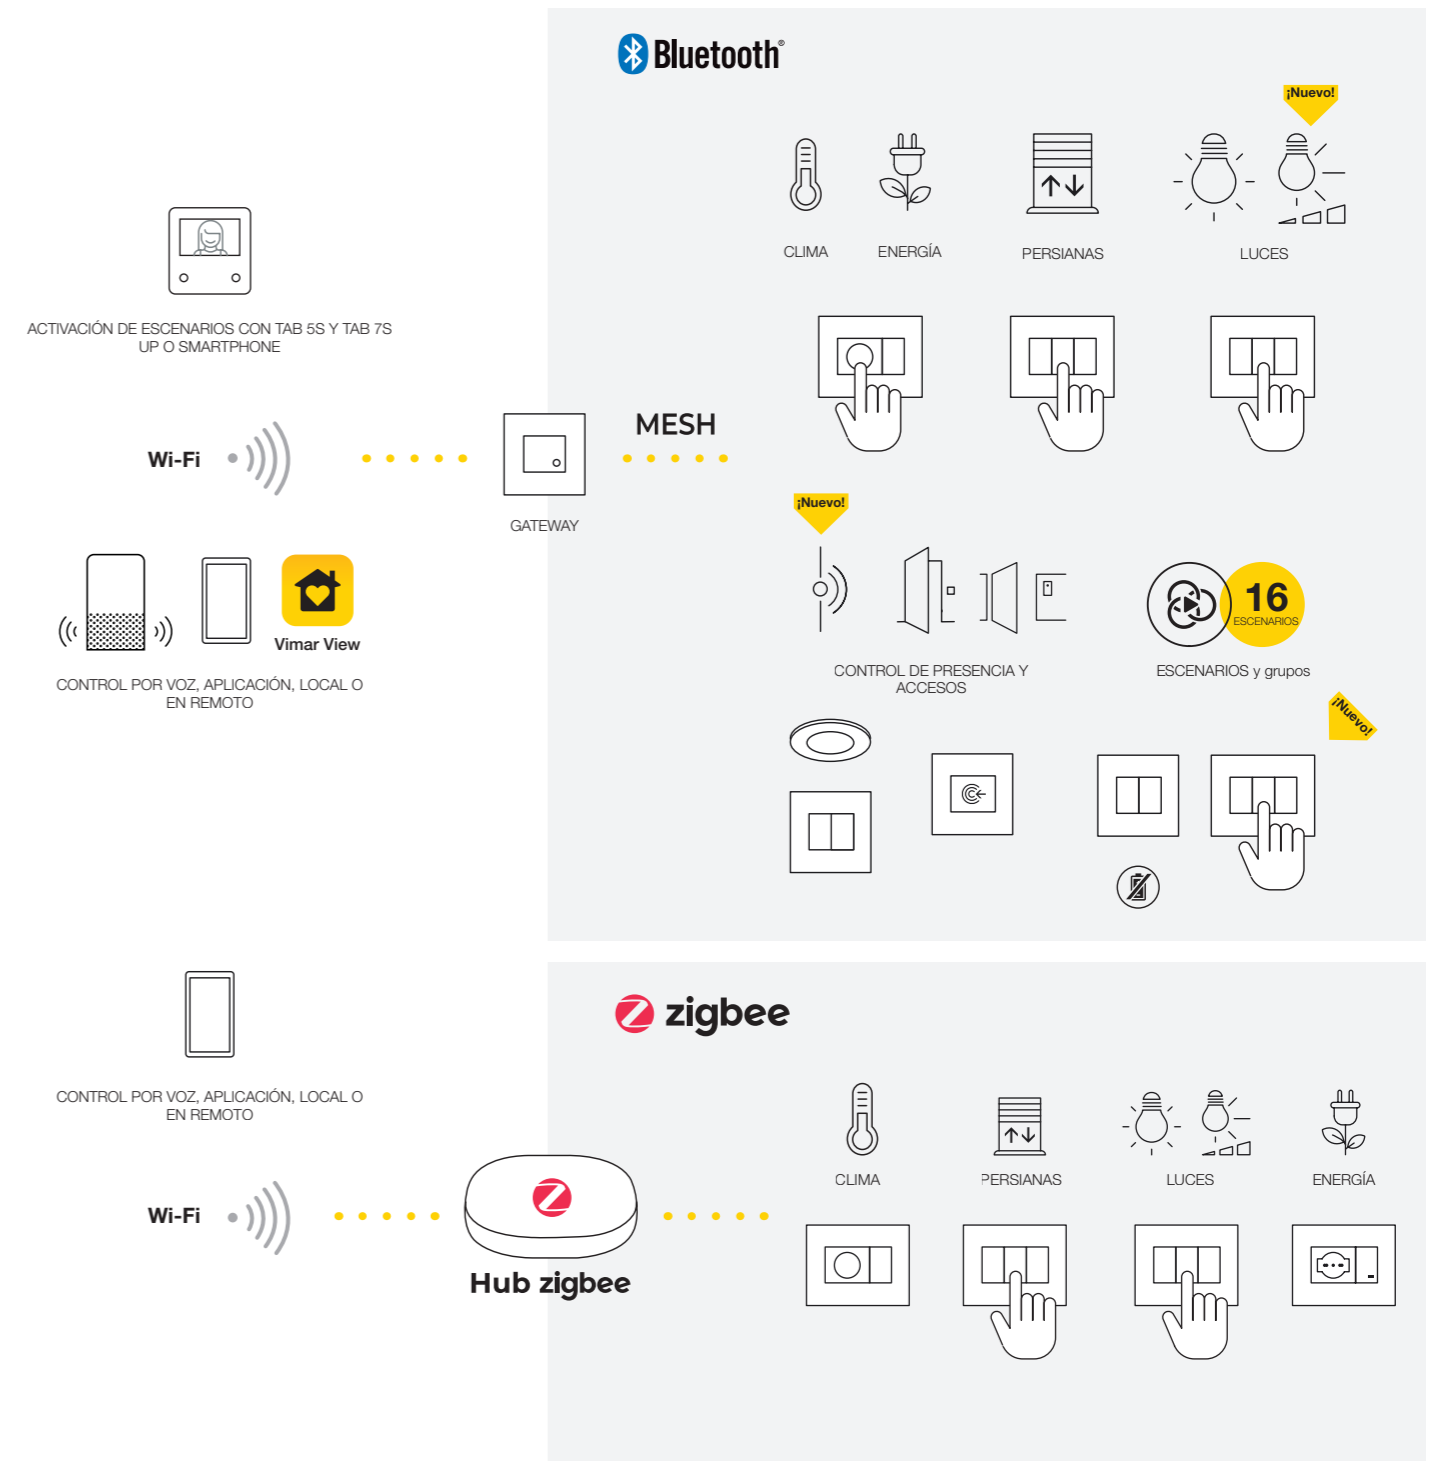 Bluetooth®
¡Nuevo!
CLIMA
ENERGÍA
PERSIANAS
LUCES
ACTIVACIÓN DE ESCENARIOS CON TAB 5S Y TAB 7S
UP O SMARTPHONE
Wi-Fi
GATEWAY
MESH
Vimar View
CONTROL POR VOZ, APLICACIÓN, LOCAL O
EN REMOTO
¡Nuevo!
CONTROL DE PRESENCIA Y
ACCESOS
16
ESCENARIOS
ESCENARIOS y grupos
¡Nuevo!
zigbee
CONTROL POR VOZ, APLICACIÓN, LOCAL O
EN REMOTO
Wi-Fi
Hub zigbee
CLIMA
PERSIANAS
LUCES
ENERGÍA